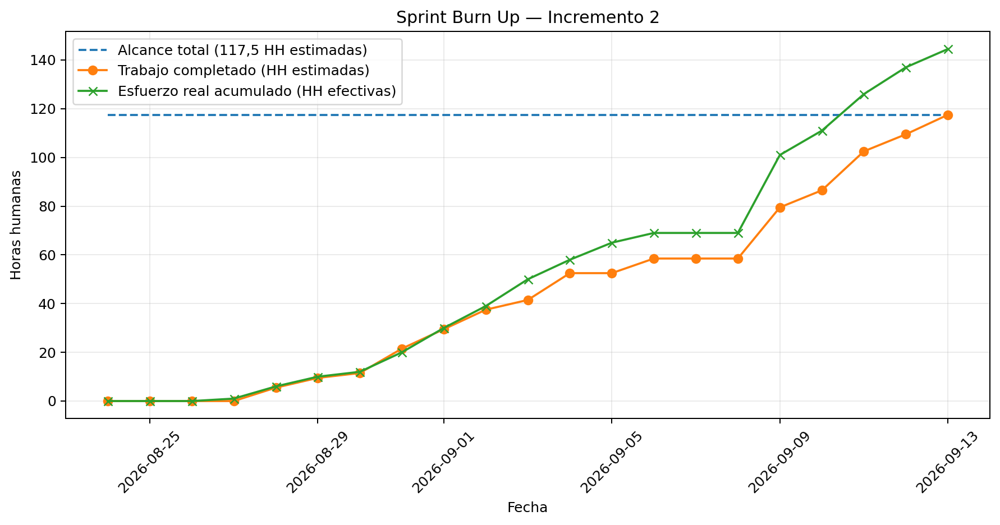 Sprint Burn Up — Incremento 2
Alcance total (117,5 HH estimadas)
Trabajo completado (HH estimadas)
Esfuerzo real acumulado (HH efectivas)
Horas humanas
140
120
100
80
60
40
20
0
2026-08-25
2026-08-29
2026-09-01
2026-09-05
2026-09-09
2026-09-13
Fecha